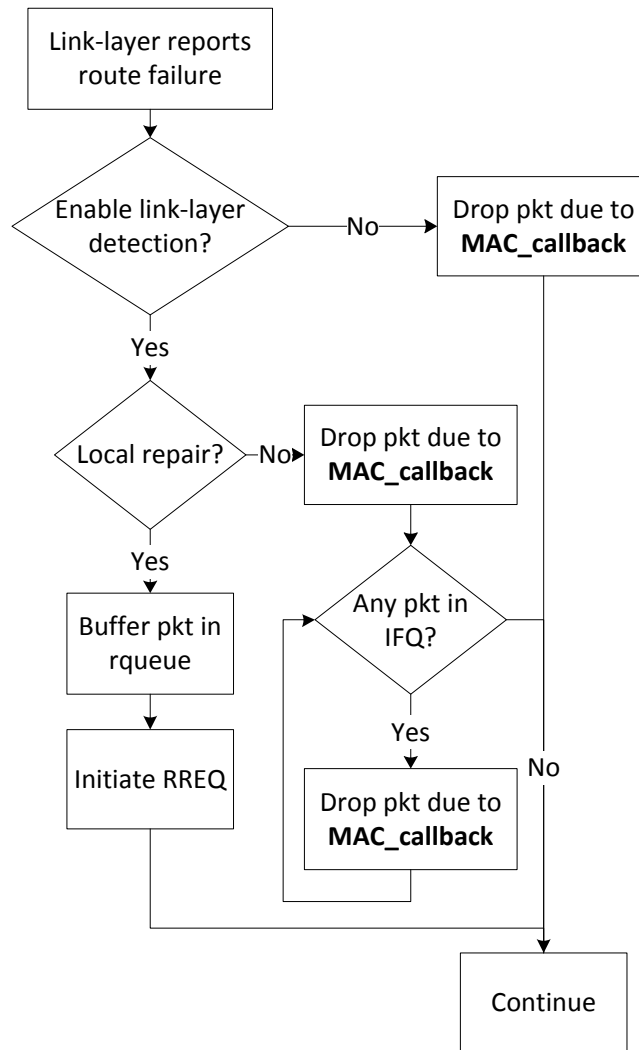 Link-layer reports
route failure
Enable link-layer
detection?
No
Drop pkt due to
MAC_callback
Yes
Local repair?
No
Drop pkt due to
MAC_callback
Yes
Buffer pkt in
rqueue
Any pkt in
IFQ?
Yes
No
Initiate RREQ
Drop pkt due to
MAC_callback
Continue